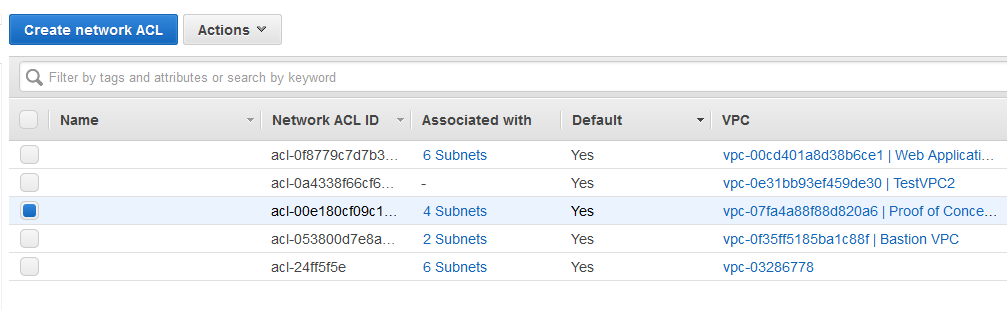 Create network ACL Actions
Filter by tags and attributes or search by keyword
Name Network ACL ID Associated with Default VPC
acl-0f8779c7d7b3... 6 Subnets Yes vpc-00cd401a8d38b6ce1 | Web Applicati...
acl-0a4338f66cf6... - Yes vpc-0e31bb93ef459de30 | TestVPC2
acl-00e180cf09c1... 4 Subnets Yes vpc-07fa4a88f88d820a6 | Proof of Conce...
acl-053800d7e8a... 2 Subnets Yes vpc-0f35ff5185ba1c88f | Bastion VPC
acl-24ff5f5e 6 Subnets Yes vpc-03286778